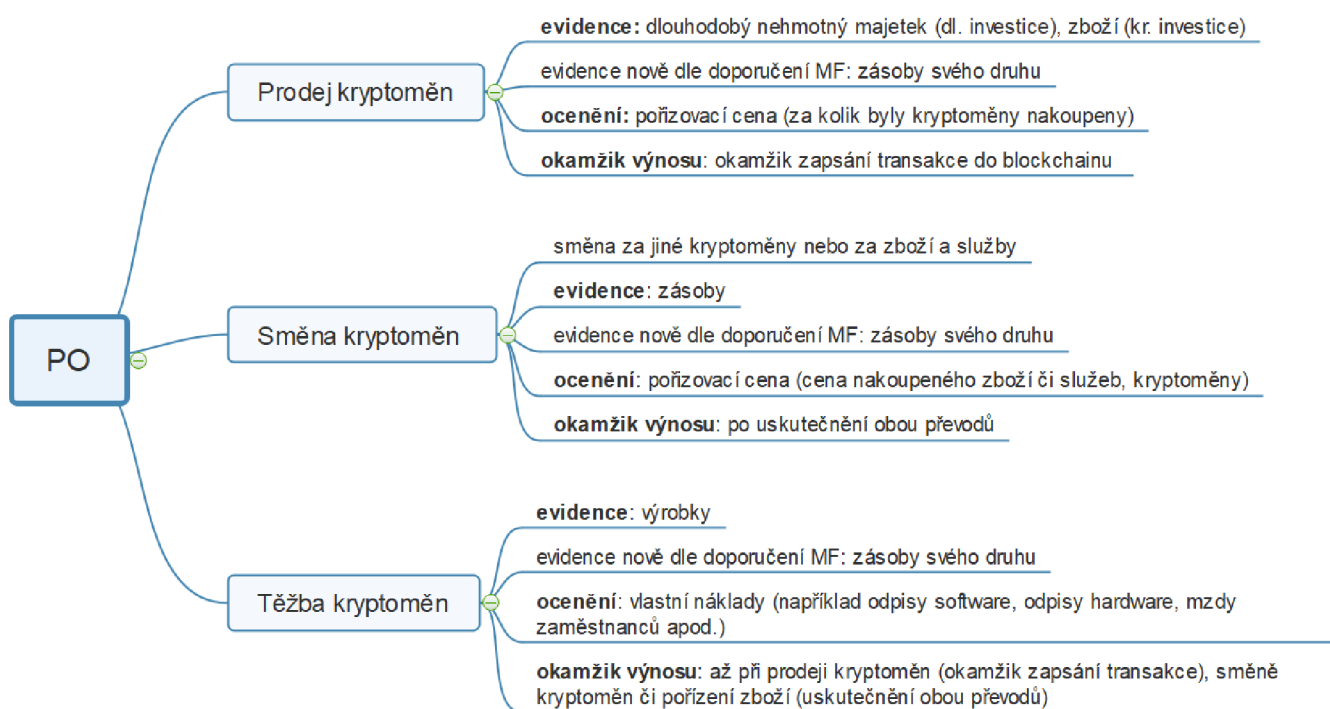 PO
Prodej kryptoměn
evidence: dlouhodobý nehmotný majetek (dl. investice), zboží (kr. investice)
evidence nově dle doporučení MF: zásoby svého druhu
ocenění: pořizovací cena (za kolik byly kryptoměny nakoupeny)
okamžik výnosu: okamžik zapsání transakce do blockchainu
Směna kryptoměn
směna za jiné kryptoměny nebo za zboží a služby
evidence: zásoby
evidence nově dle doporučení MF: zásoby svého druhu
ocenění: pořizovací cena (cena nakoupeného zboží či služeb, kryptoměny)
okamžik výnosu: po uskutečnění obou převodů
Těžba kryptoměn
evidence: výrobky
evidence nově dle doporučení MF: zásoby svého druhu
ocenění: vlastní náklady (například odpisy software, odpisy hardware, mzdy
zaměstnanců apod.)
okamžik výnosu: až při prodeji kryptoměn (okamžik zapsání transakce), směně
kryptoměn či pořízení zboží (uskutečnění obou převodů)